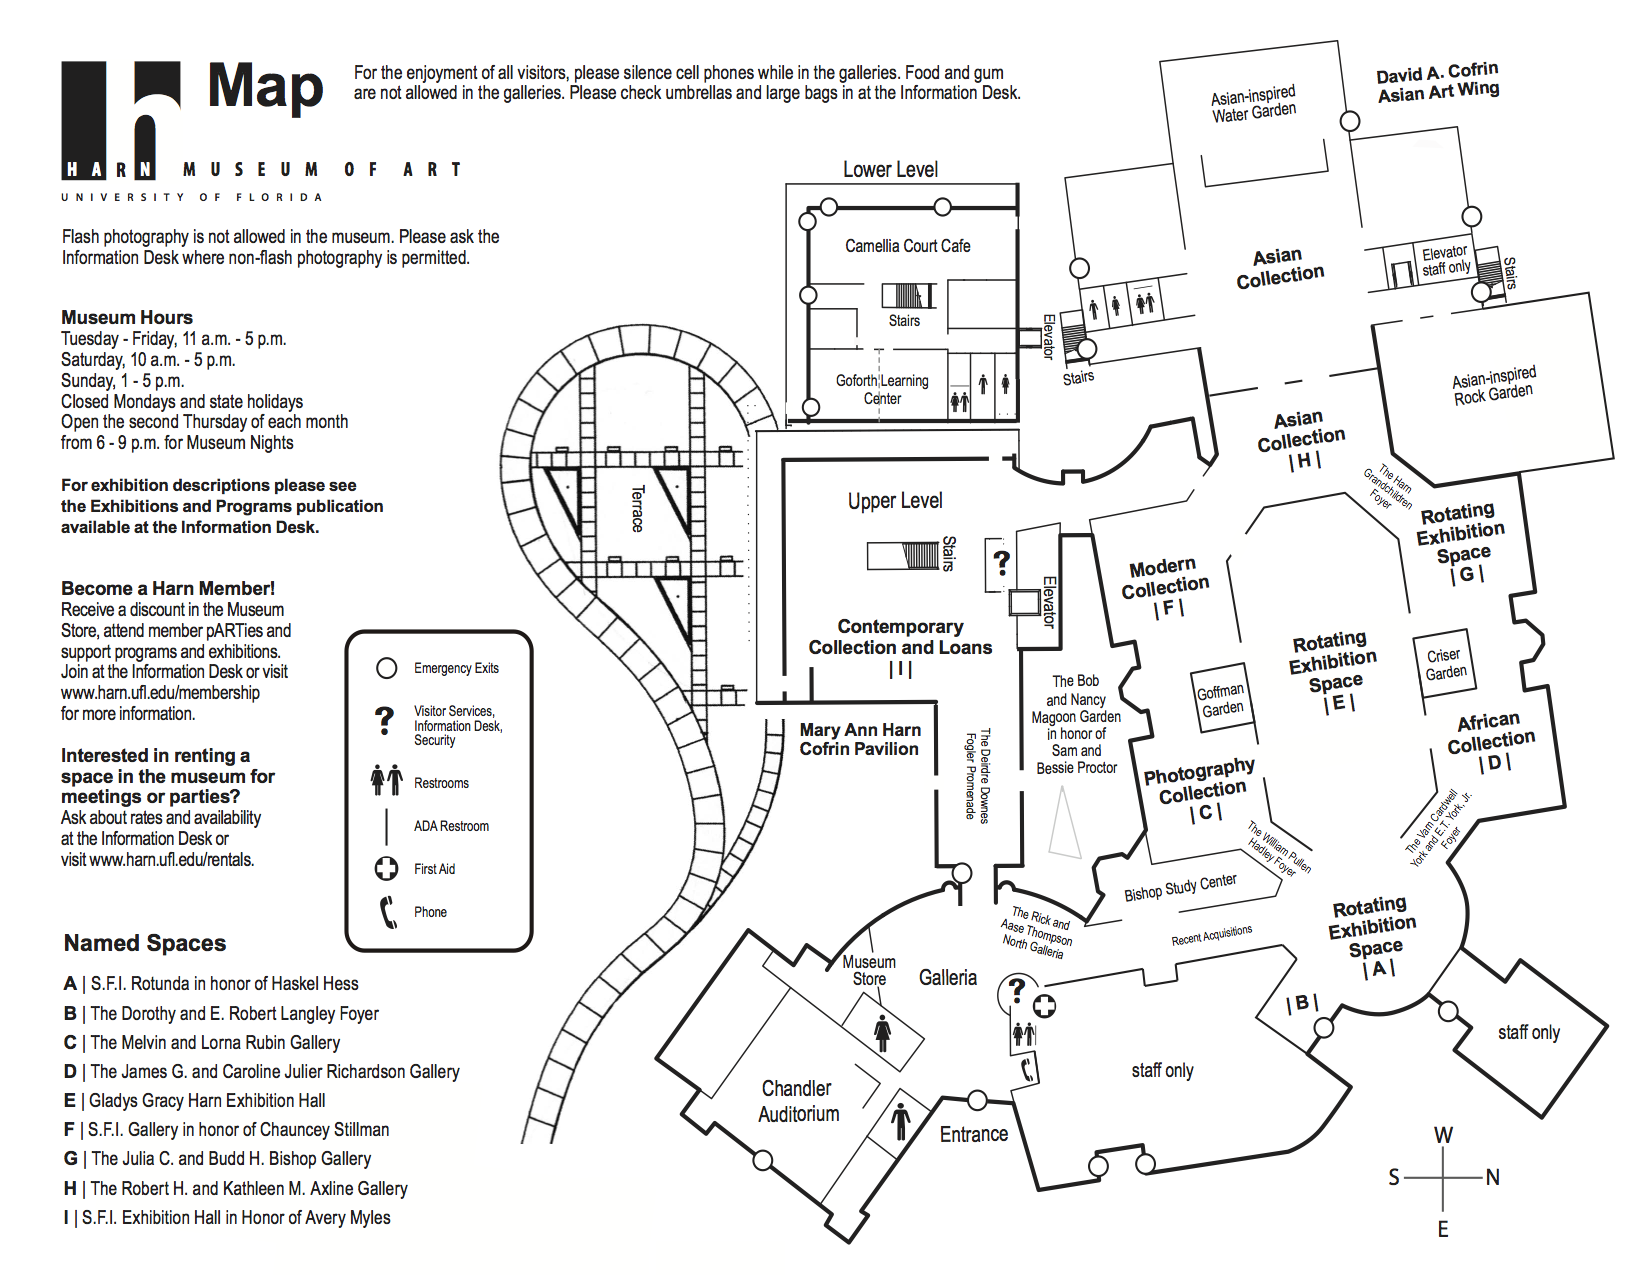 Map
For the enjoyment of all visitors, please silence cell phones while in the galleries. Food and gum
are not allowed in the galleries. Please check umbrellas and large bags in at the Information Desk.
HARN MUSEUM OF ART
UNIVERSITY OF FLORIDA
Flash photography is not allowed in the museum. Please ask the
Information Desk where non-flash photography is permitted.
Museum Hours
Tuesday - Friday, 11 a.m. - 5 p.m.
Saturday, 10 a.m. - 5 p.m.
Sunday, 1 - 5 p.m.
Closed Mondays and state holidays
Open the second Thursday of each month
from 6 - 9 p.m. for Museum Nights
For exhibition descriptions please see
the Exhibitions and Programs publication
available at the Information Desk.
Become a Harn Member!
Receive a discount in the Museum
Store, attend member pARTies and
support programs and exhibitions.
Join at the Information Desk or visit
www.harn.ufl.edu/membership
for more information.
Interested in renting a
space in the museum for
meetings or parties?
Ask about rates and availability
at the Information Desk or
visit www.harn.ufl.edu/rentals.
Named Spaces
A | S.F.I. Rotunda in honor of Haskel Hess
B | The Dorothy and E. Robert Langley Foyer
C | The Melvin and Lorna Rubin Gallery
D | The James G. and Caroline Julier Richardson Gallery
E | Gladys Gracy Harn Exhibition Hall
F | S.F.I. Gallery in honor of Chauncey Stillman
G | The Julia C. and Budd H. Bishop Gallery
H | The Robert H. and Kathleen M. Axline Gallery
I | S.F.I. Exhibition Hall in Honor of Avery Myles
Emergency Exits
?
Visitor Services,
Information Desk,
Security
Restrooms
ADA Restroom
First Aid
Phone
Terrace
Lower Level
Camellia Court Cafe
Stairs
Elevator
Goforth Learning
Center
Stairs
Upper Level
Stairs
?
Elevator
Contemporary
Collection and Loans
| I |
Mary Ann Harn
Cofrin Pavilion
The Deirdre Downes
Fogler Promenade
The Bob
and Nancy
Magoon Garden
in honor of
Sam and
Bessie Proctor
David A. Cofrin
Asian Art Wing
Asian-inspired
Water Garden
Asian
Collection
Elevator
staff only
Stairs
Asian-inspired
Rock Garden
Asian
Collection
| H |
The Harn
Grandchildren
Foyer
Rotating
Exhibition
Space
| G |
Modern
Collection
| F |
Rotating
Exhibition
Space
| E |
Criser
Garden
Goffman
Garden
African
Collection
| D |
Photography
Collection
| C |
The William Pullen
Hadley Foyer
The Vam Cardwell
York and E.T. York, Jr.
Foyer
Bishop Study Center
Recent Acquisitions
Rotating
Exhibition
Space
| A |
| B |
The Rick and
Aase Thompson
North Galleria
Museum
Store
Galleria
?
Chandler
Auditorium
Entrance
staff only
staff only
W
S
N
E